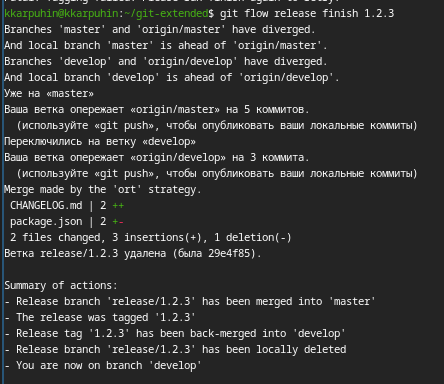 kkarpuhin@kkarpuhin:~/git-extended$ git flow release finish 1.2.3
Branches 'master' and 'origin/master' have diverged.
And local branch 'master' is ahead of 'origin/master'.
Branches 'develop' and 'origin/develop' have diverged.
And local branch 'develop' is ahead of 'origin/develop'.
Уже на «master»
Ваша ветка опережает «origin/master» на 5 коммитов.
  (используйте «git push», чтобы опубликовать ваши локальные коммиты)
Переключились на ветку «develop»
Ваша ветка опережает «origin/develop» на 3 коммита.
  (используйте «git push», чтобы опубликовать ваши локальные коммиты)
Merge made by the 'ort' strategy.
 CHANGELOG.md | 2 ++
 package.json | 2 +-
 2 files changed, 3 insertions(+), 1 deletion(-)
Ветка release/1.2.3 удалена (была 29e4f85).

Summary of actions:
- Release branch 'release/1.2.3' has been merged into 'master'
- The release was tagged '1.2.3'
- Release tag '1.2.3' has been back-merged into 'develop'
- Release branch 'release/1.2.3' has been locally deleted
- You are now on branch 'develop'